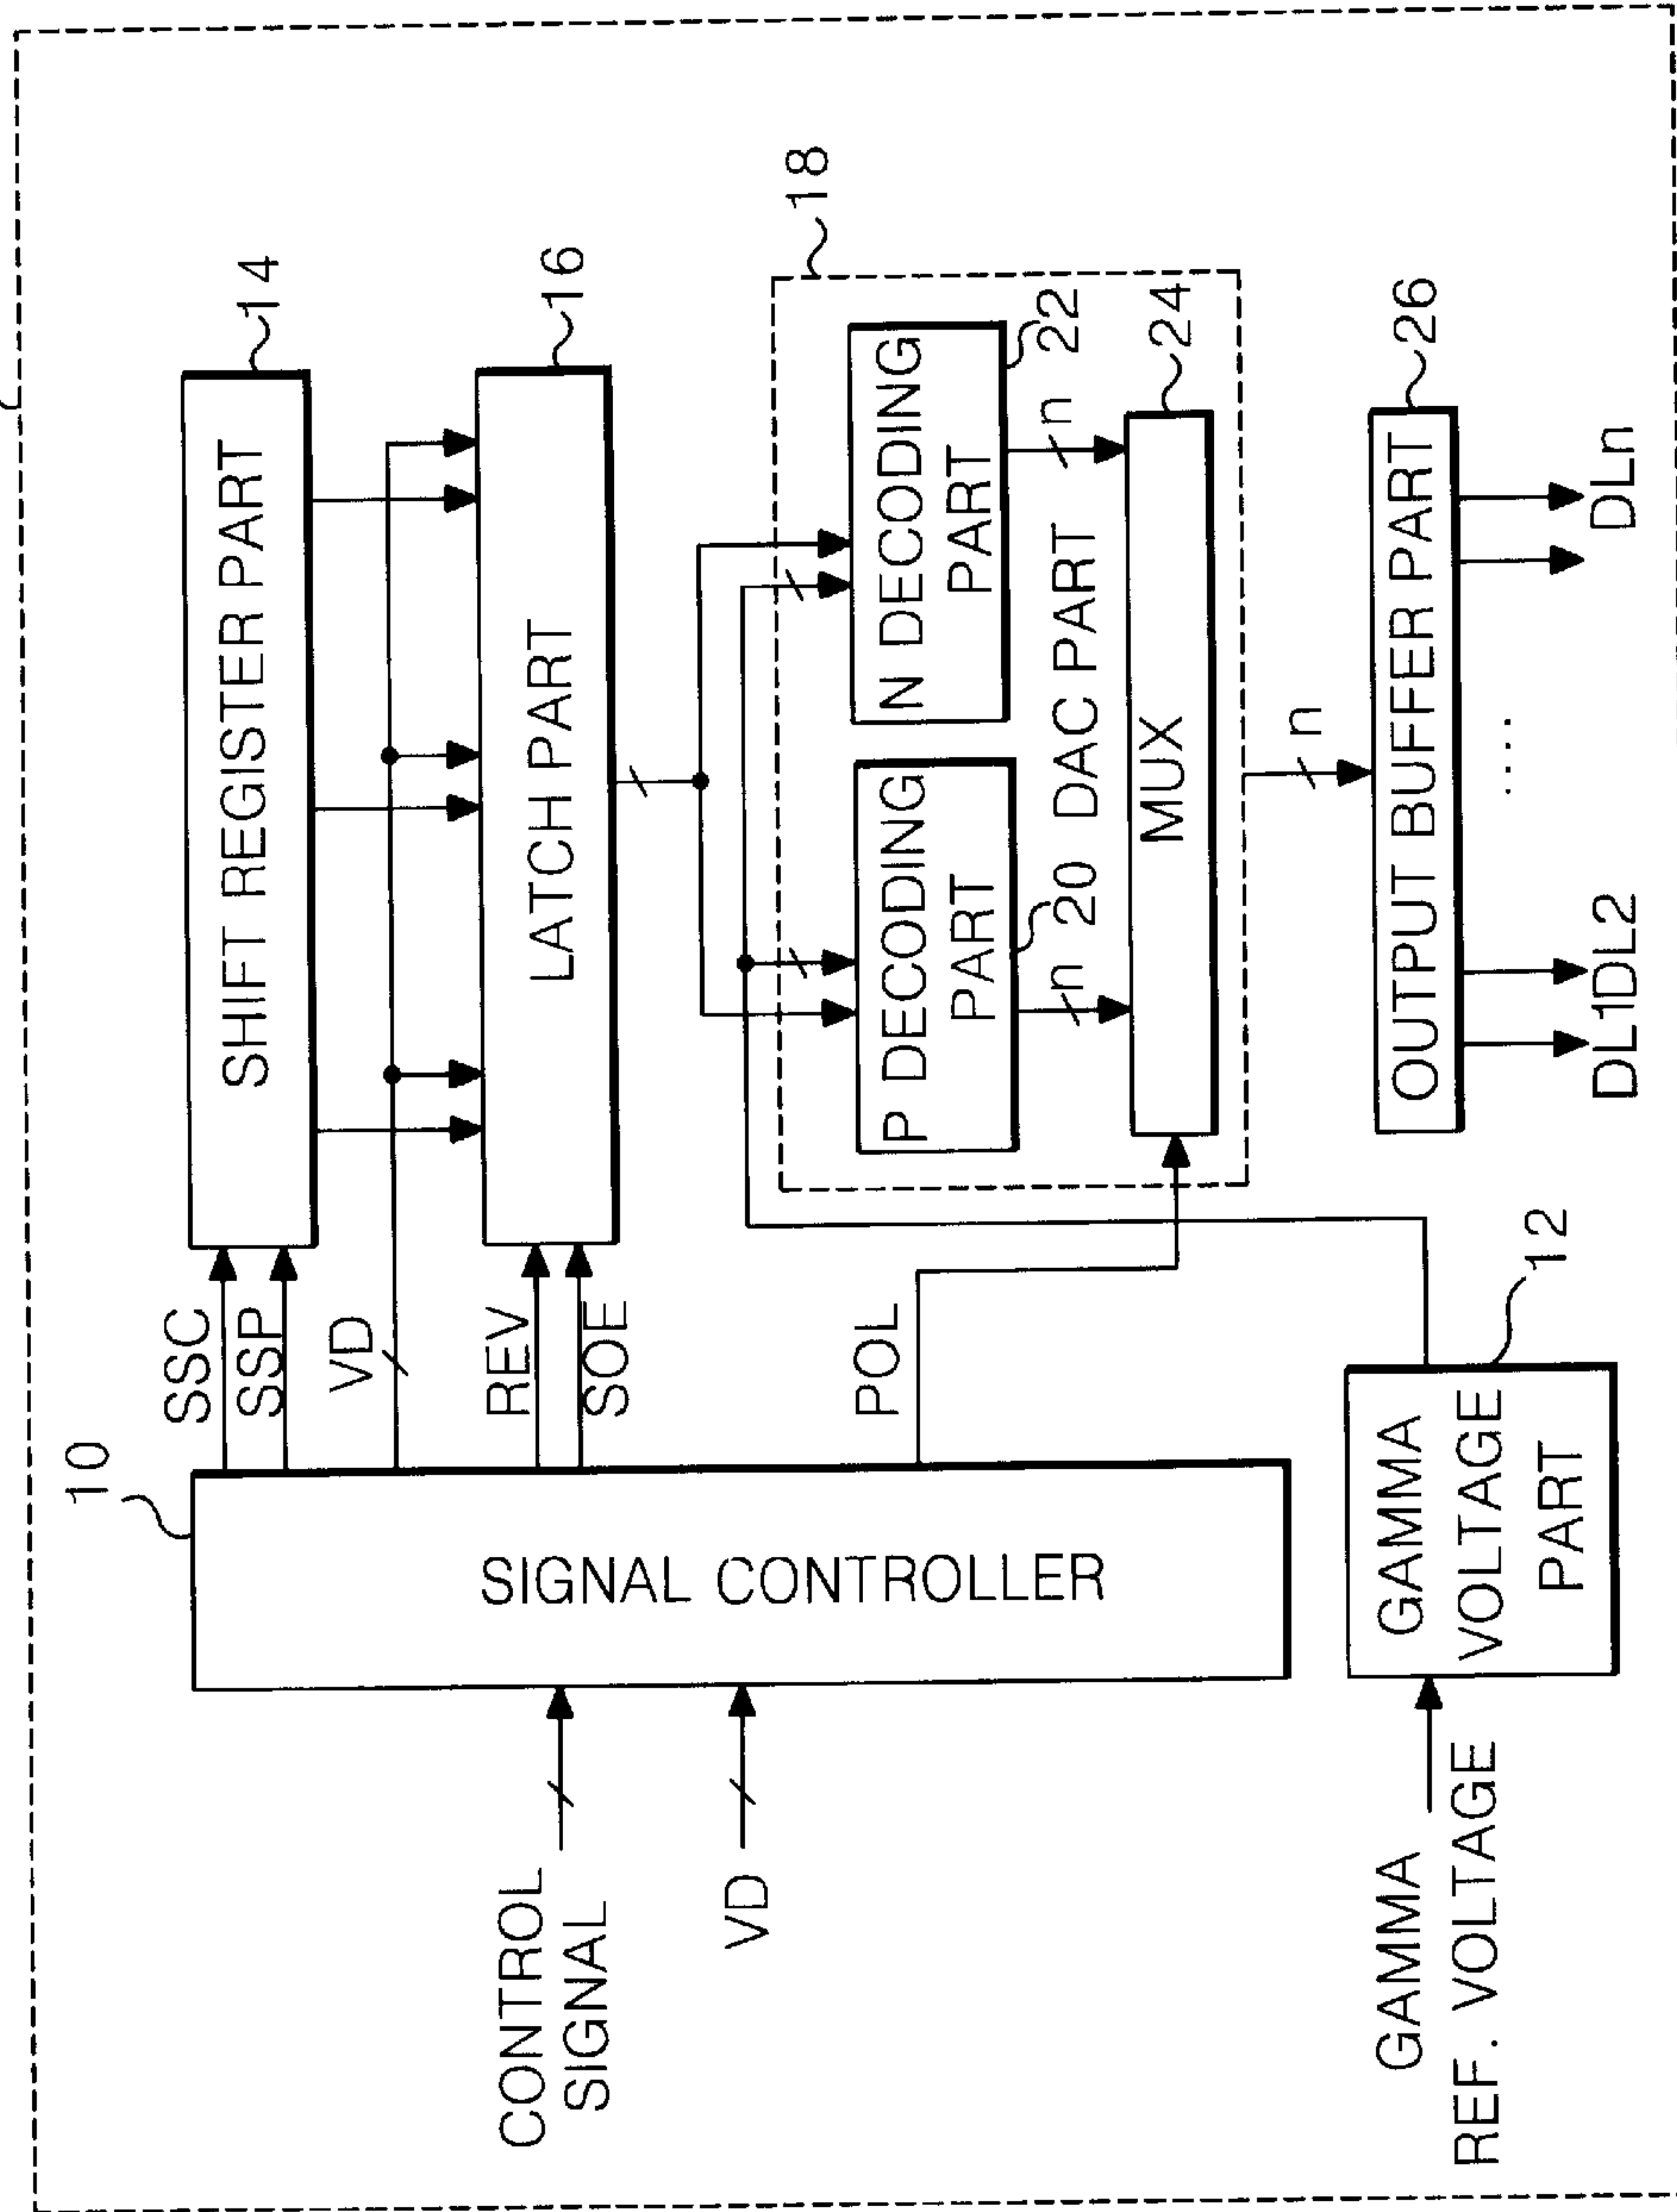 10
SSC
SSP
VD
REV
SOE
POL
SIGNAL CONTROLLER
CONTROL
SIGNAL
VD
SHIFT REGISTER PART
14
LATCH PART
16
18
P DECODING
PART
20
N DECODING
PART
22
n
n
DAC PART
MUX
24
n
OUTPUT BUFFER PART
26
DL1
DL2
....
DLn
GAMMA
VOLTAGE
PART
12
GAMMA
REF. VOLTAGE